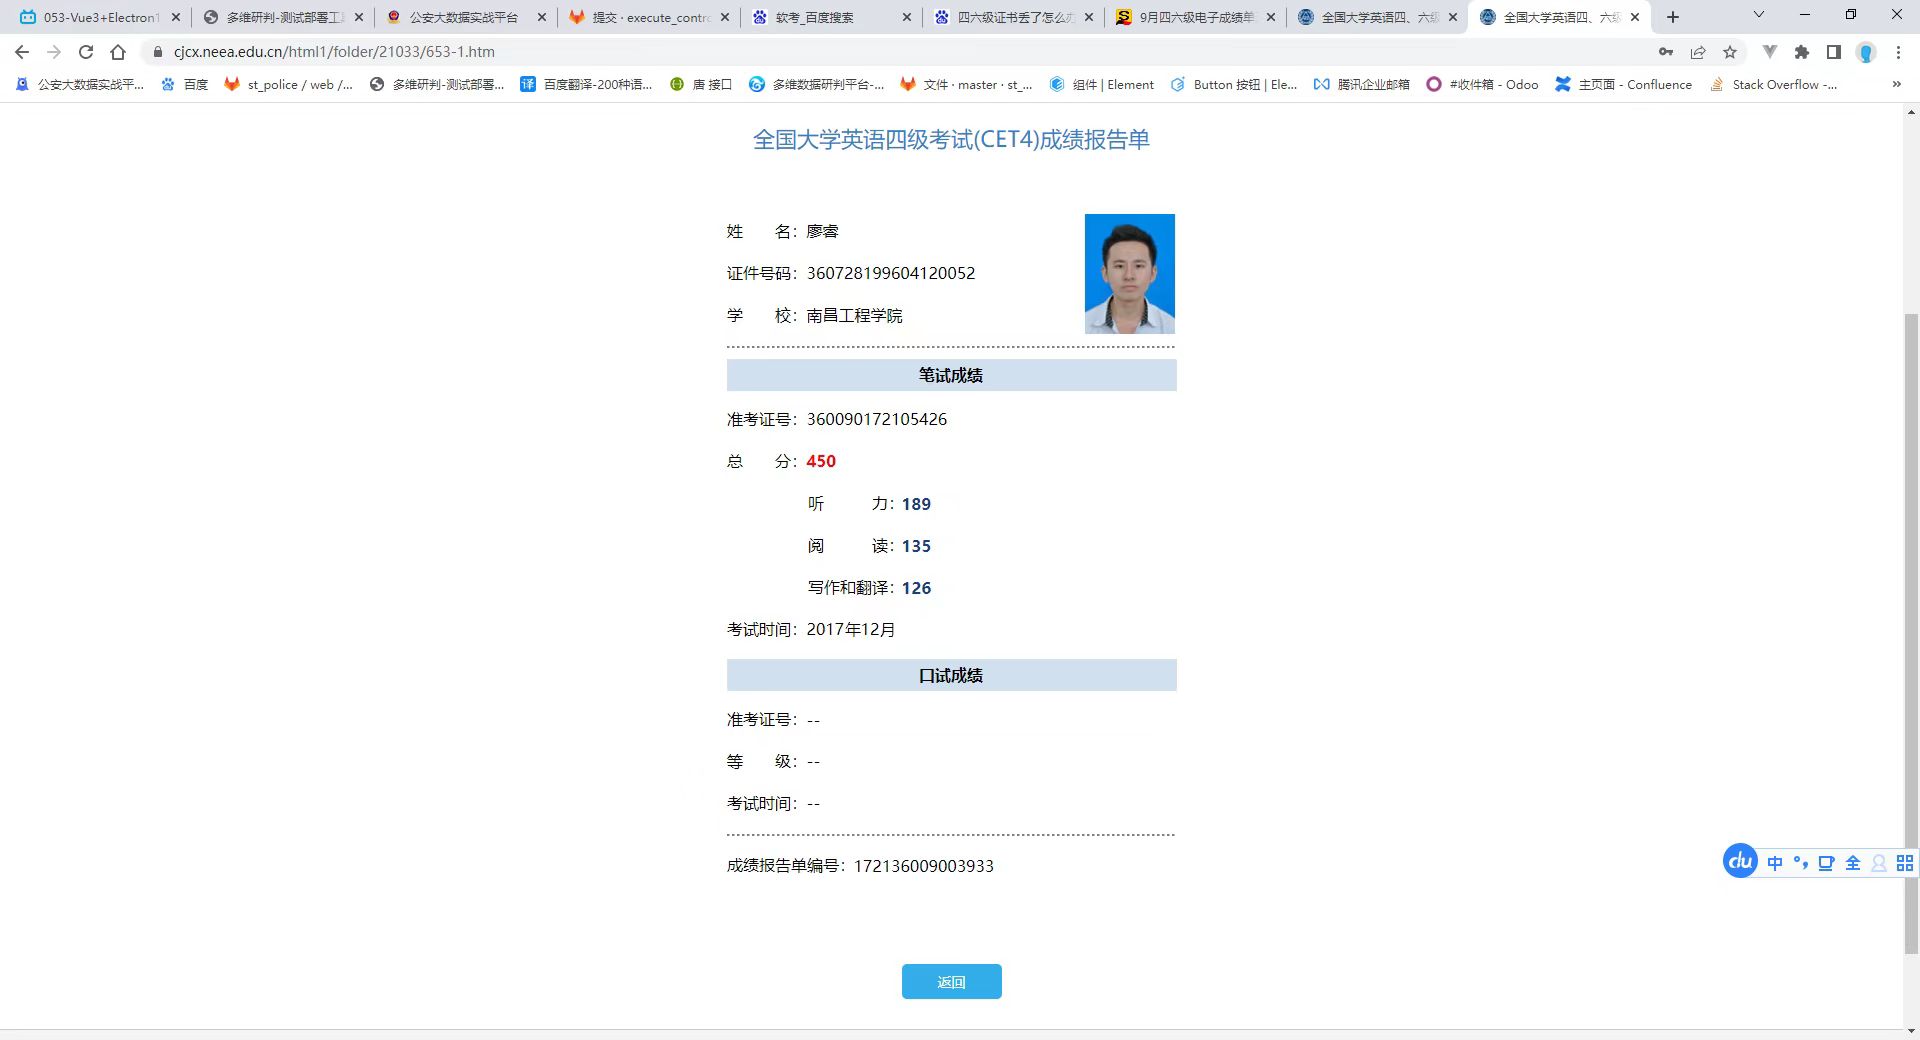 053-Vue3+Electron1
多维研判-测试部署工具
公安大数据实战平台
提交 · execute_contro
软考_百度搜索
四六级证书丢了怎么办
9月四六级电子成绩单
全国大学英语四、六级
全国大学英语四、六级
cjcx.neea.edu.cn/html1/folder/21033/653-1.htm
公安大数据实战平...
百度
st_police / web /...
多维研判-测试部署...
译 百度翻译-200种语...
唐 接口
多维数据研判平台-...
文件 · master · st_...
组件 | Element
Button 按钮 | Ele...
腾讯企业邮箱
#收件箱 - Odoo
主页面 - Confluence
Stack Overflow -...
»
全国大学英语四级考试(CET4)成绩报告单
姓 名：廖睿
证件号码：360728199604120052
学 校：南昌工程学院
笔试成绩
准考证号：360090172105426
总 分：450
听 力：189
阅 读：135
写作和翻译：126
考试时间：2017年12月
口试成绩
准考证号：--
等 级：--
考试时间：--
成绩报告单编号：172136009003933
du 中 °, 全
返回